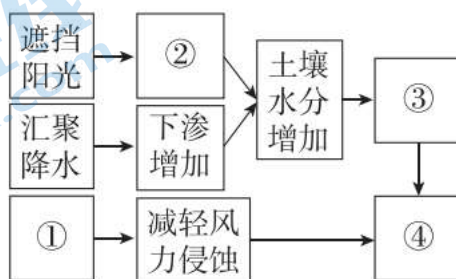 遮挡
阳光
②
土壤
水分
增加
③
汇聚
降水
下渗
增加
①
减轻风
力侵蚀
④